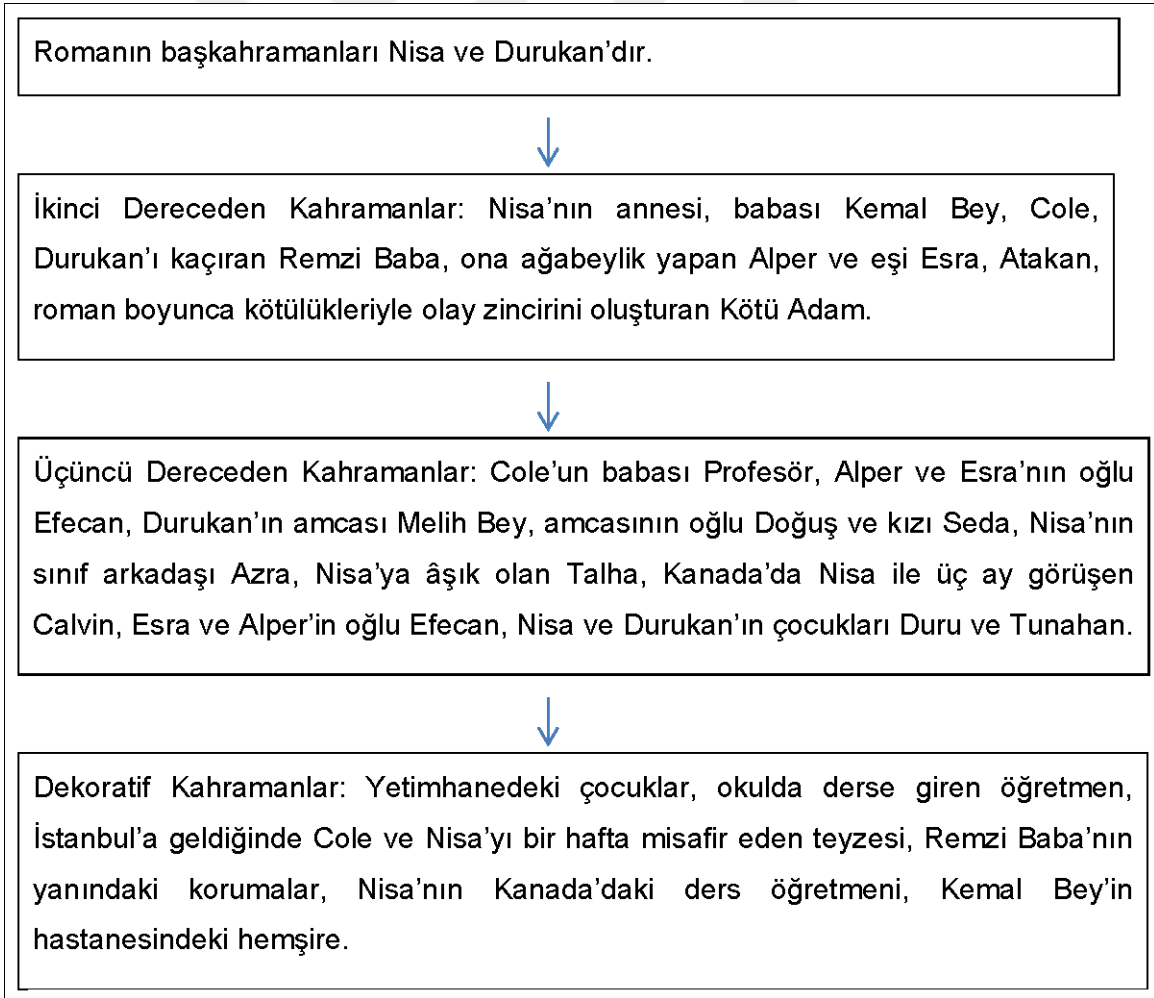 Romanın başkahramanları Nisa ve Durukan’dır.
İkinci Dereceden Kahramanlar: Nisa’nın annesi, babası Kemal Bey, Cole,
Durukan’ı kaçıran Remzi Baba, ona ağabeylik yapan Alper ve eşi Esra, Atakan,
roman boyunca kötülükleriyle olay zincirini oluşturan Kötü Adam.
Üçüncü Dereceden Kahramanlar: Cole’un babası Profesör, Alper ve Esra’nın oğlu
Efecan, Durukan’ın amcası Melih Bey, amcasının oğlu Doğuş ve kızı Seda, Nisa’nın
sınıf arkadaşı Azra, Nisa’ya âşık olan Talha, Kanada’da Nisa ile üç ay görüşen
Calvin, Esra ve Alper’in oğlu Efecan, Nisa ve Durukan’ın çocukları Duru ve Tunahan.
Dekoratif Kahramanlar: Yetimhanedeki çocuklar, okulda derse giren öğretmen,
İstanbul’a geldiğinde Cole ve Nisa’yı bir hafta misafir eden teyzesi, Remzi Baba’nın
yanındaki korumalar, Nisa’nın Kanada’daki ders öğretmeni, Kemal Bey’in
hastanesindeki hemşire.